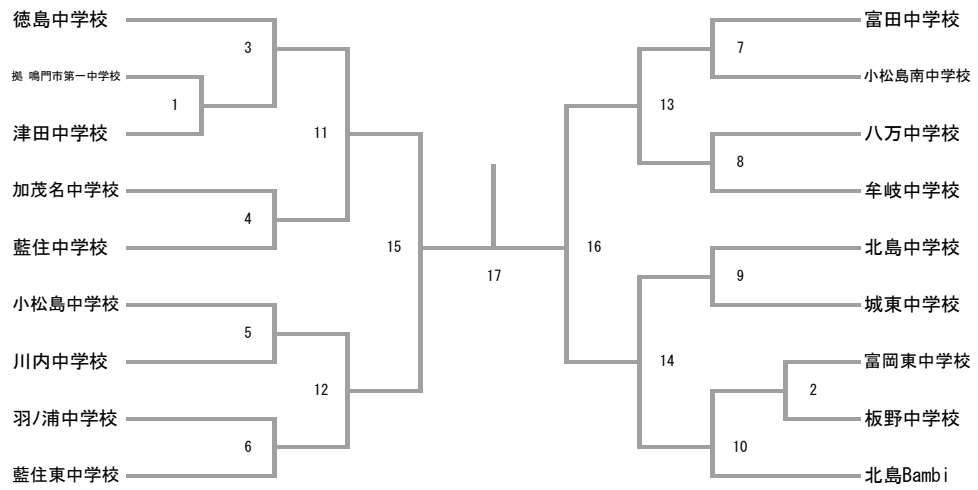 徳島中学校
拠 鳴門市第一中学校
津田中学校
加茂名中学校
藍住中学校
小松島中学校
川内中学校
羽ノ浦中学校
藍住東中学校
3
1
4
5
6
11
12
15
17
16
13
14
7
8
9
2
10
富田中学校
小松島南中学校
八万中学校
牟岐中学校
北島中学校
城東中学校
富岡東中学校
板野中学校
北島Bambi